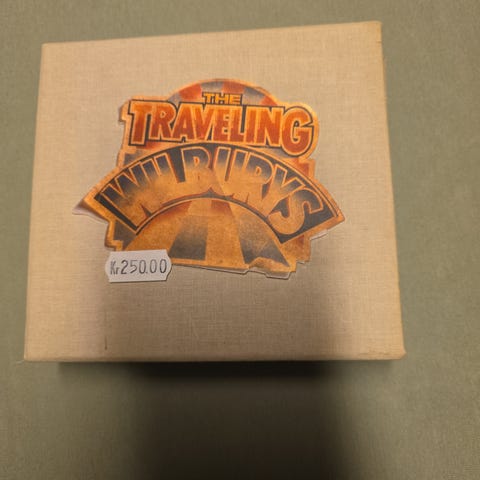 THE
TRAVELING
WILBURYS
Kr250.00